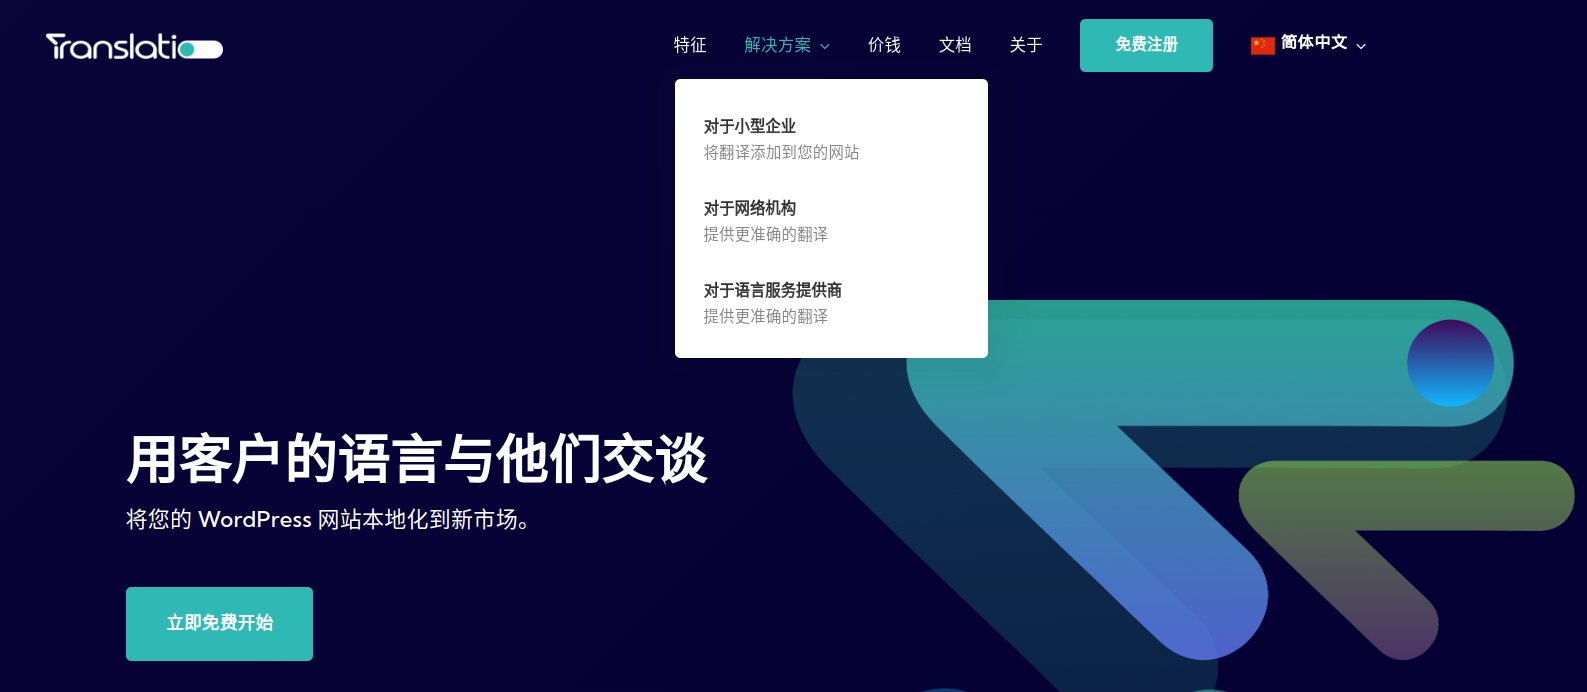 Translatio
特征
解决方案
价钱
文档
关于
免费注册
简体中文
对于小型企业
将翻译添加到您的网站
对于网络机构
提供更准确的翻译
对于语言服务提供商
提供更准确的翻译
用客户的语言与他们交谈
将您的 WordPress 网站本地化到新市场。
立即免费开始